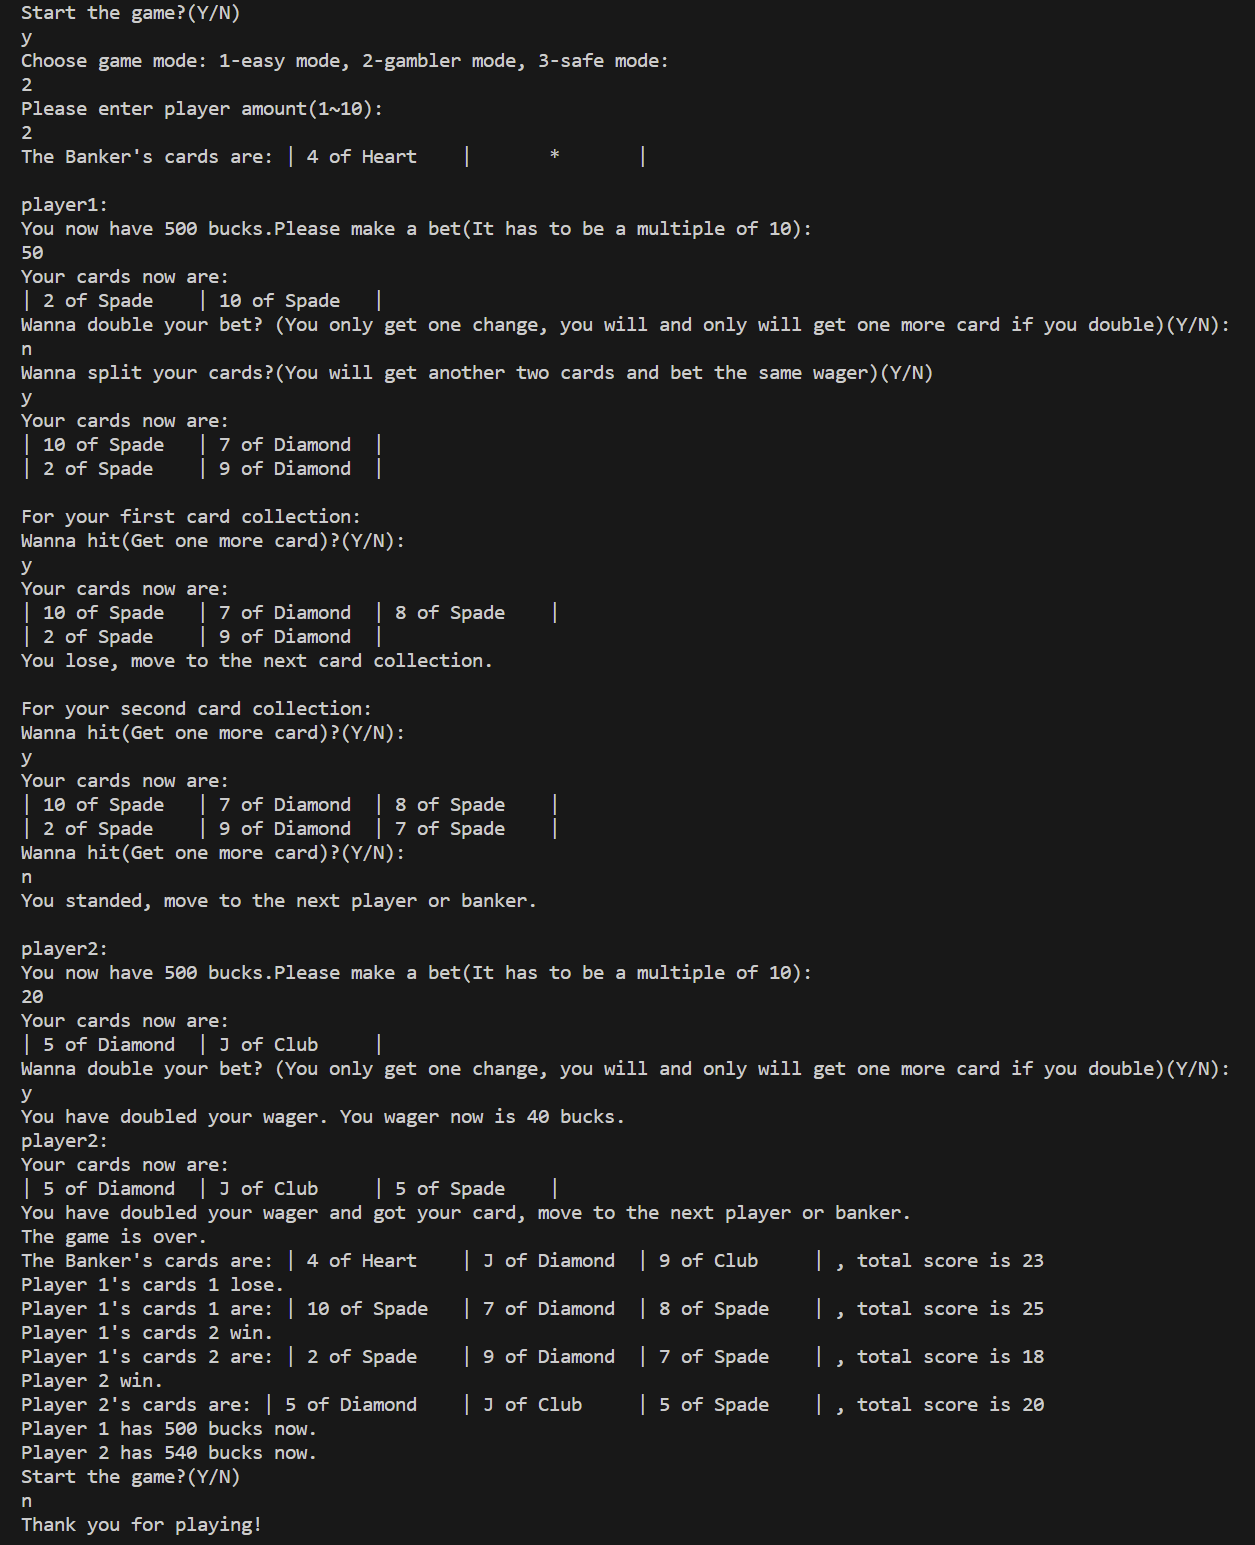 Start the game?(Y/N)
y
Choose game mode: 1-easy mode, 2-gambler mode, 3-safe mode:
2
Please enter player amount(1~10):
2
The Banker's cards are: | 4 of Heart    |       *       |
player1:
You now have 500 bucks.Please make a bet(It has to be a multiple of 10):
50
Your cards now are:
| 2 of Spade    | 10 of Spade   |
Wanna double your bet? (You only get one change, you will and only will get one more card if you double)(Y/N):
n
Wanna split your cards?(You will get another two cards and bet the same wager)(Y/N)
y
Your cards now are:
| 10 of Spade   | 7 of Diamond  |
| 2 of Spade    | 9 of Diamond  |
For your first card collection:
Wanna hit(Get one more card)?(Y/N):
y
Your cards now are:
| 10 of Spade   | 7 of Diamond  | 8 of Spade    |
| 2 of Spade    | 9 of Diamond  |
You lose, move to the next card collection.
For your second card collection:
Wanna hit(Get one more card)?(Y/N):
y
Your cards now are:
| 10 of Spade   | 7 of Diamond  | 8 of Spade    |
| 2 of Spade    | 9 of Diamond  | 7 of Spade    |
Wanna hit(Get one more card)?(Y/N):
n
You standed, move to the next player or banker.
player2:
You now have 500 bucks.Please make a bet(It has to be a multiple of 10):
20
Your cards now are:
| 5 of Diamond  | J of Club     |
Wanna double your bet? (You only get one change, you will and only will get one more card if you double)(Y/N):
y
You have doubled your wager. You wager now is 40 bucks.
player2:
Your cards now are:
| 5 of Diamond  | J of Club     | 5 of Spade    |
You have doubled your wager and got your card, move to the next player or banker.
The game is over.
The Banker's cards are: | 4 of Heart    | J of Diamond  | 9 of Club     | , total score is 23
Player 1's cards 1 lose.
Player 1's cards 1 are: | 10 of Spade   | 7 of Diamond  | 8 of Spade    | , total score is 25
Player 1's cards 2 win.
Player 1's cards 2 are: | 2 of Spade    | 9 of Diamond  | 7 of Spade    | , total score is 18
Player 2 win.
Player 2's cards are: | 5 of Diamond    | J of Club     | 5 of Spade    | , total score is 20
Player 1 has 500 bucks now.
Player 2 has 540 bucks now.
Start the game?(Y/N)
n
Thank you for playing!